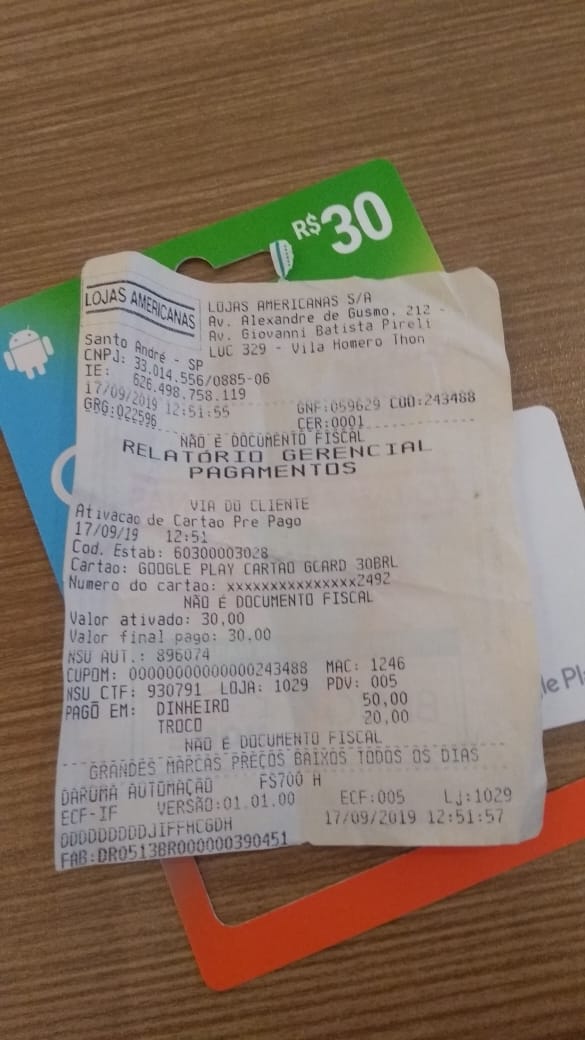 R$30
LOJAS AMERICANAS
LOJAS AMERICANAS S/A
Av. Alexandre de Gusmo, 212 -
Av. Giovanni Batista Pireli
LUC 329 - Vila Homero Thon
Santo André - SP
CNPJ: 33.014.556/0885-06
IE: 626.498.758.119
17/09/2019 12:51:55 GNF:059629 COO:243488
GRG:022596 CER:0001
NÃO É DOCUMENTO FISCAL
RELATÓRIO GERENCIAL
PAGAMENTOS
VIA DO CLIENTE
Ativacao de Cartao Pre Pago
17/09/19 12:51
Cod. Estab: 60300003028
Cartao: GOOGLE PLAY CARTAO GCARD 30BRL
Numero do cartao: xxxxxxxxxxxxxxx2492
NÃO É DOCUMENTO FISCAL
Valor ativado: 30,00
Valor final pago: 30.00
NSU AUT.: 896074
CUPOM: 00000000000000243488 MAC: 1246
NSU CTF: 930791 LOJA: 1029 PDV: 005
PAGO EM: DINHEIRO 50,00
TROCO 20,00
NÃO É DOCUMENTO FISCAL
GRANDES MARCAS PREÇOS BAIXOS TODOS OS DIAS
DARUMA AUTOMAÇÃO FS700 H
ECF-IF VERSÃO:01.01.00 ECF:005 Lj:1029
DDDDDDDDDJIFFHCGDH 17/09/2019 12:51:57
FAB:DR0513BR000000390451
le Pl